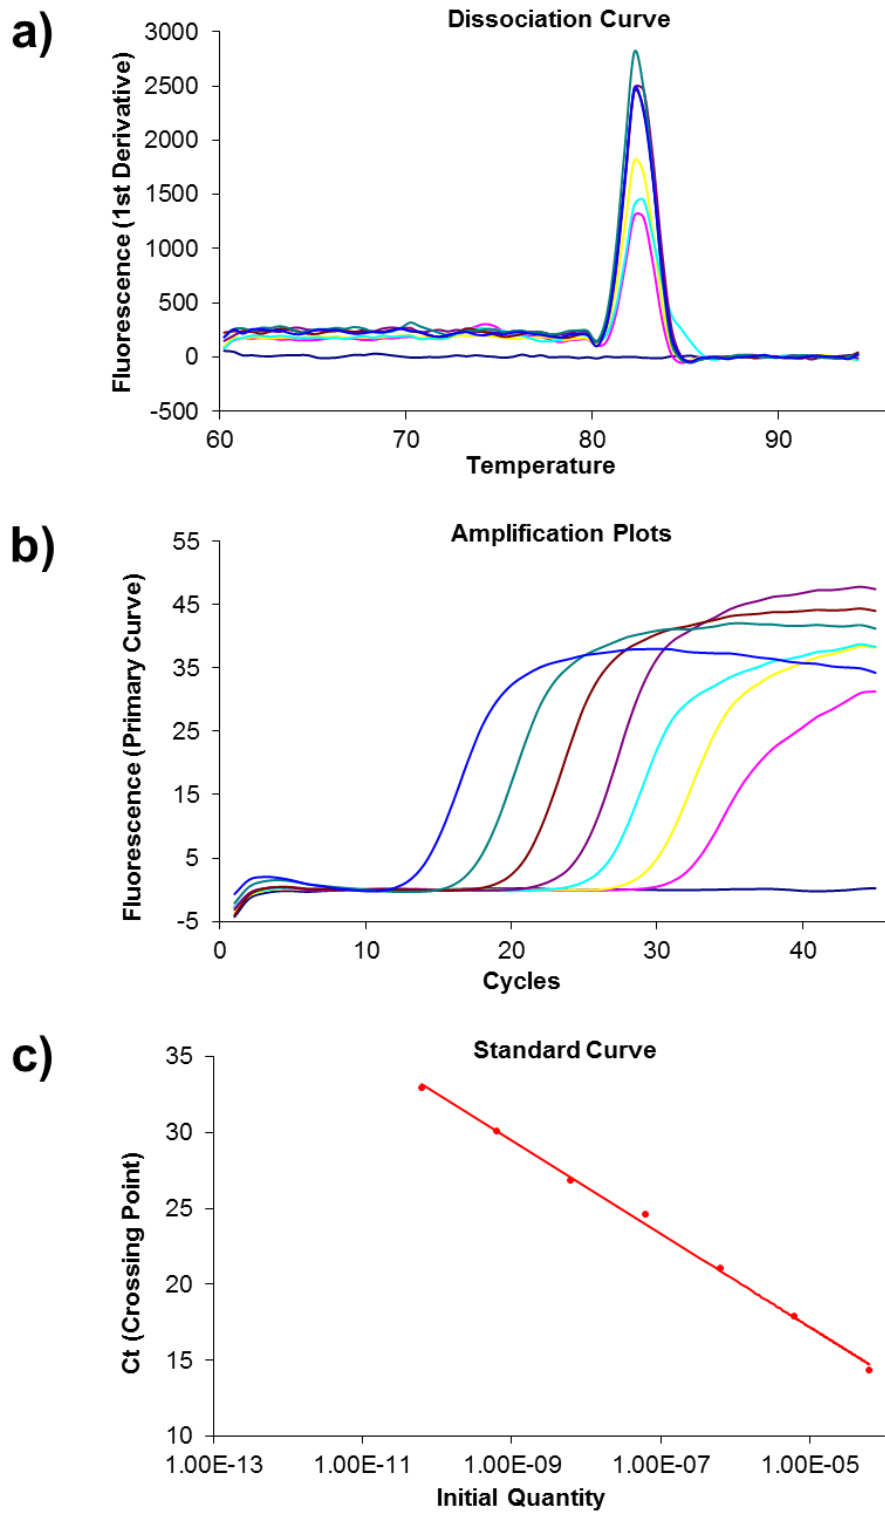 a)
Dissociation Curve
Fluorescence (1st Derivative)
3000
2500
2000
1500
1000
500
0
-500
60 70 80 90
Temperature
b)
Amplification Plots
Fluorescence (Primary Curve)
55
45
35
25
15
5
-5
0 10 20 30 40
Cycles
c)
Standard Curve
Ct (Crossing Point)
35
30
25
20
15
10
1.00E-13 1.00E-11 1.00E-09 1.00E-07 1.00E-05
Initial Quantity